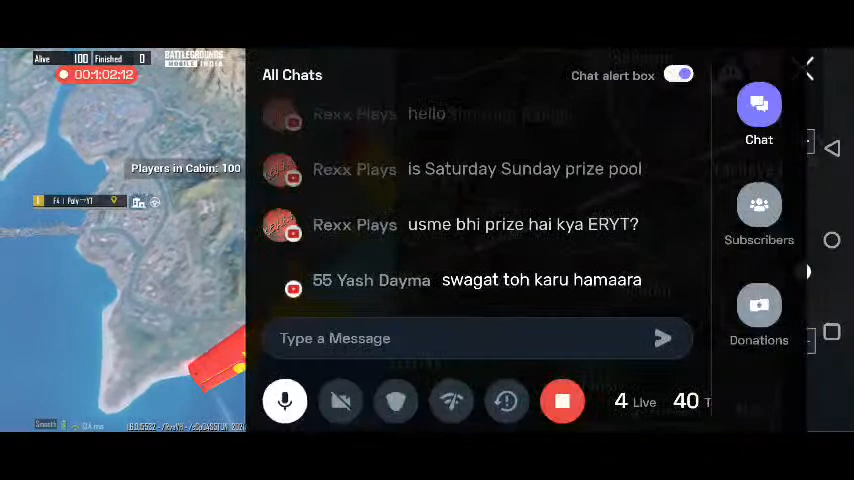 Alive 100 Finished 0
BATTLEGROUNDS
MOBILE INDIA
00:1:02:12
Players in Cabin: 100
All Chats
Chat alert box
Rexx Plays hello
Rexx Plays is Saturday Sunday prize pool
Rexx Plays usme bhi prize hai kya ERYT?
55 Yash Dayma swagat toh karu hamaara
Type a Message
4 Live 40 T
Chat
Subscribers
Donations
Smooth